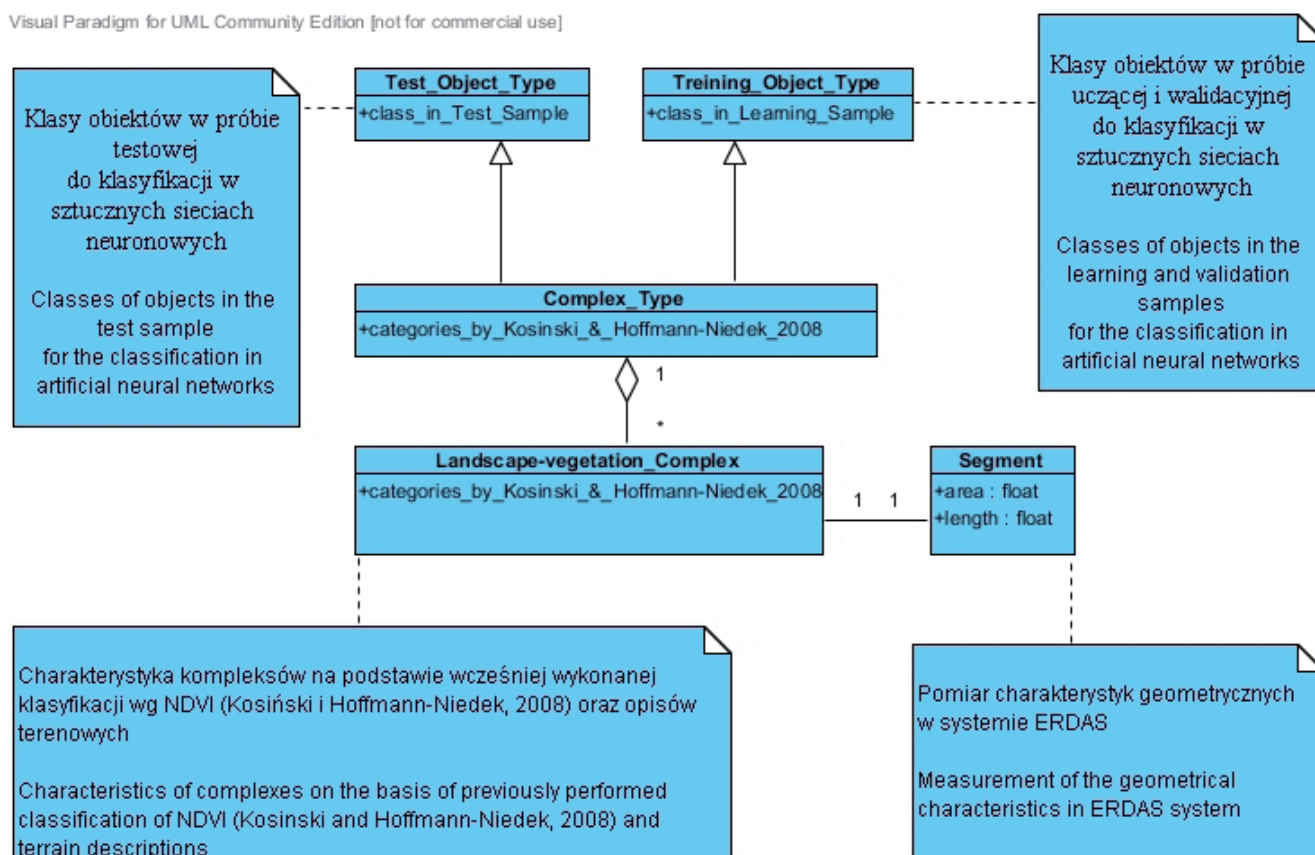 Visual Paradigm for UML Community Edition [not for commercial use]
Klasy obiektów w próbie
testowej
do klasyfikacji w
sztucznych sieciach
neuronowych
Classes of objects in the
test sample
for the classification in
artificial neural networks
Test_Object_Type
+class_in_Test_Sample
Treining_Object_Type
+class_in_Learning_Sample
Klasy obiektów w próbie
uczącej i walidacyjnej
do klasyfikacji w
sztucznych sieciach
neuronowych
Classes of objects in the
learning and validation
samples
for the classification in
artificial neural networks
Complex_Type
+categories_by_Kosinski_&_Hoffmann-Niedek_2008
1
*
Landscape-vegetation_Complex
+categories_by_Kosinski_&_Hoffmann-Niedek_2008
1 1
Segment
+area : float
+length : float
Charakterystyka kompleksów na podstawie wcześniej wykonanej
klasyfikacji wg NDVI (Kosiński i Hoffmann-Niedek, 2008) oraz opisów
terenowych
Characteristics of complexes on the basis of previously performed
classification of NDVI (Kosinski and Hoffmann-Niedek, 2008) and
terrain descriptions
Pomiar charakterystyk geometrycznych
w systemie ERDAS
Measurement of the geometrical
characteristics in ERDAS system